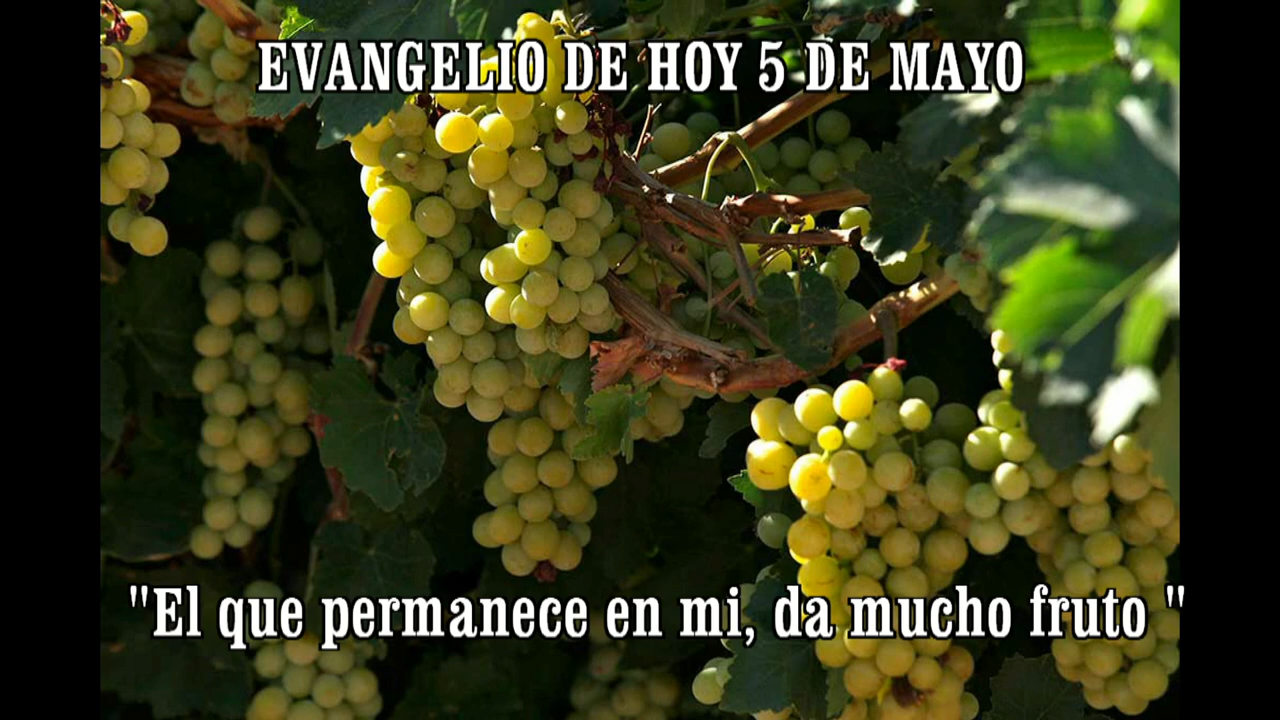 EVANGELIO DE HOY 5 DE MAYO
"El que permanece en mi, da mucho fruto "